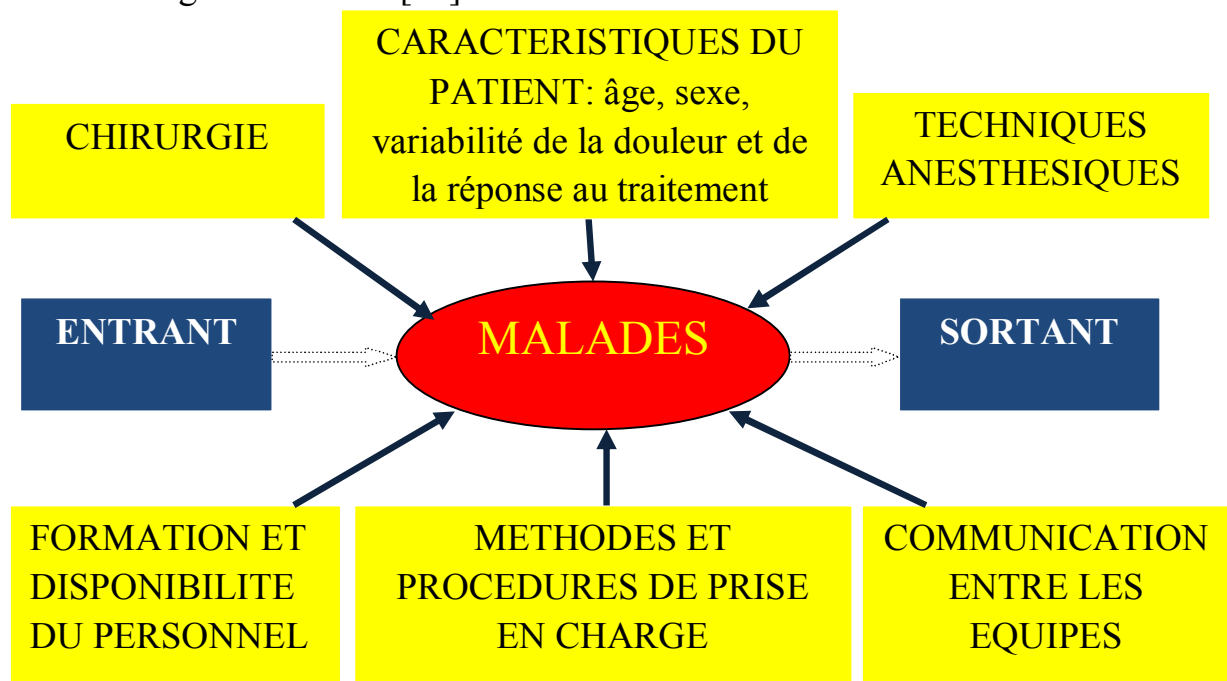 CARACTERISTIQUES DU
PATIENT: âge, sexe,
variabilité de la douleur et de
la réponse au traitement
CHIRURGIE
TECHNIQUES
ANESTHESIQUES
ENTRANT
MALADES
SORTANT
FORMATION ET
DISPONIBILITE
DU PERSONNEL
METHODES ET
PROCEDURES DE PRISE
EN CHARGE
COMMUNICATION
ENTRE LES
EQUIPES